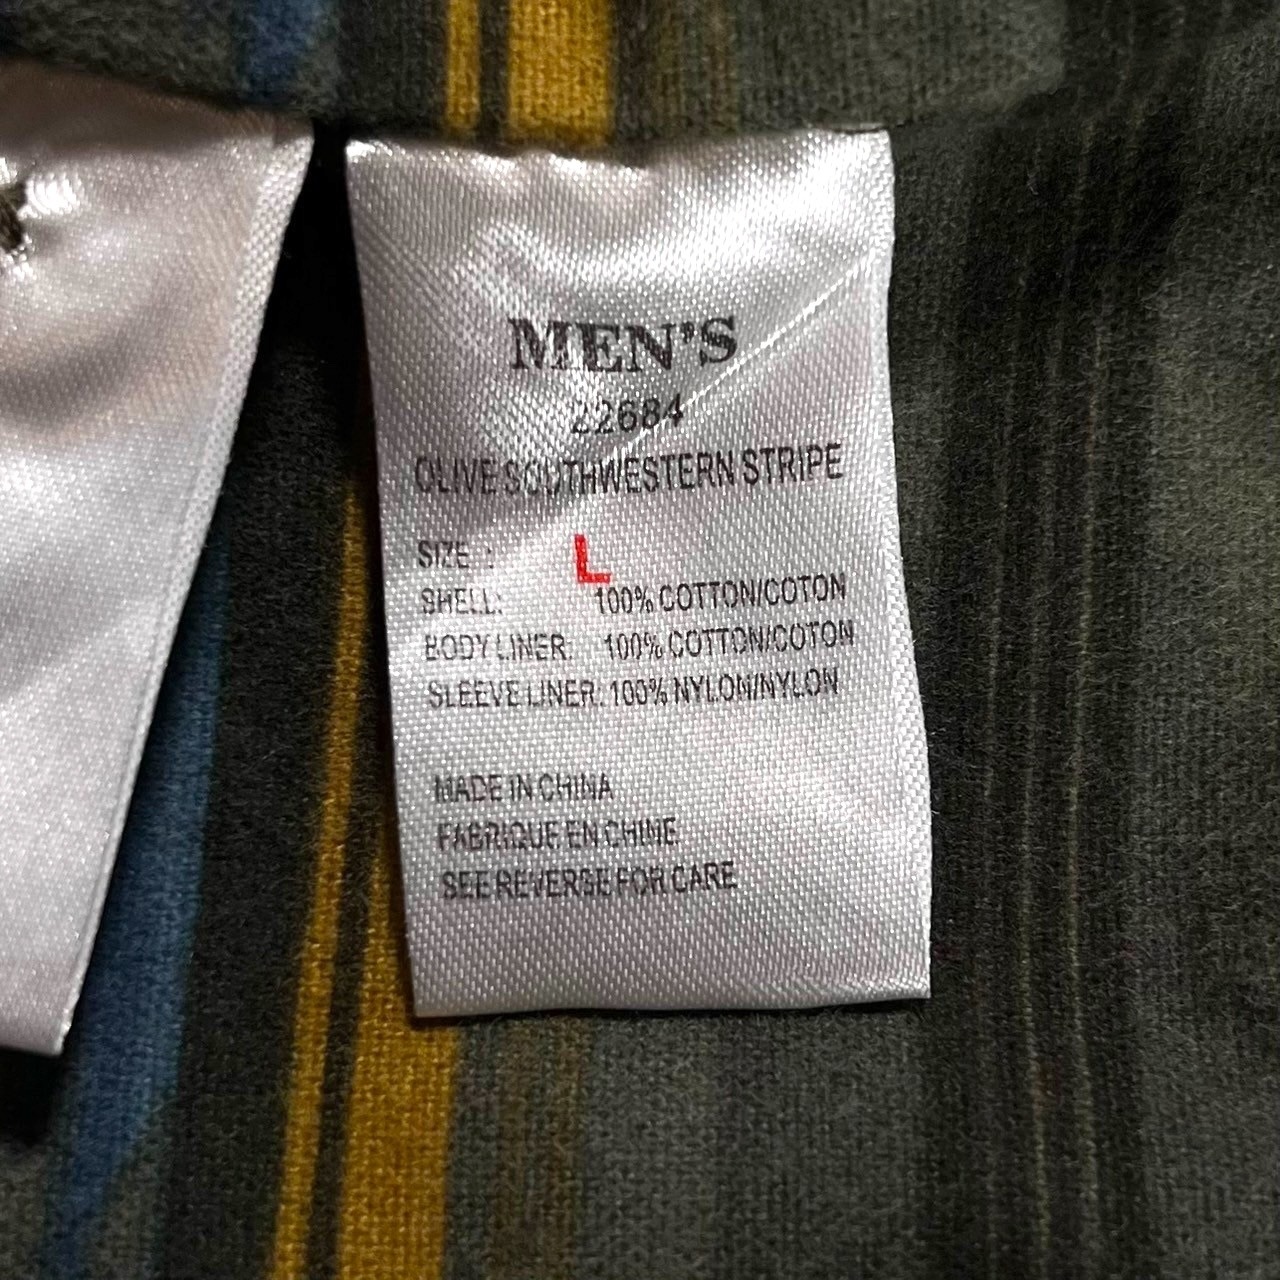 MEN'S
22684
OLIVE SOUTHWESTERN STRIPE
SIZE : L
SHELL: 100% COTTON/COTON
BODY LINER: 100% COTTON/COTON
SLEEVE LINER: 100% NYLON/NYLON
MADE IN CHINA
FABRIQUE EN CHINE
SEE REVERSE FOR CARE